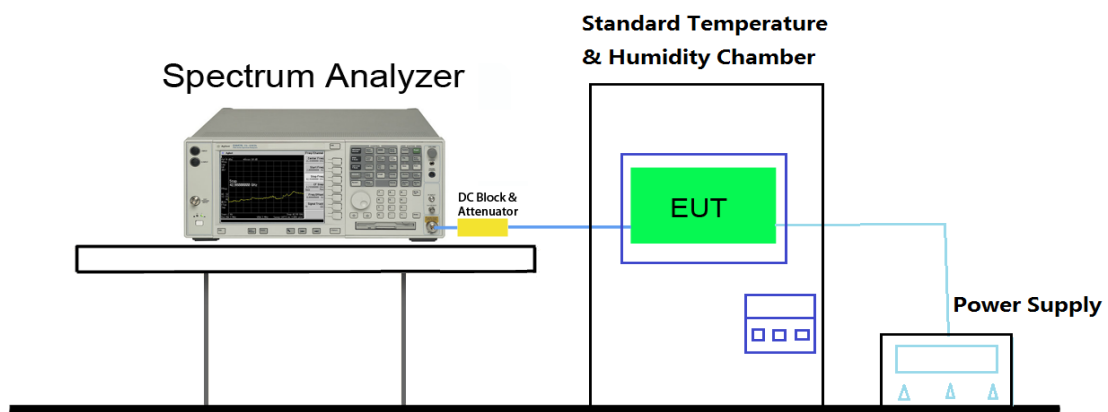 Standard Temperature
& Humidity Chamber
Spectrum Analyzer
DC Block &
Attenuator
EUT
Power Supply